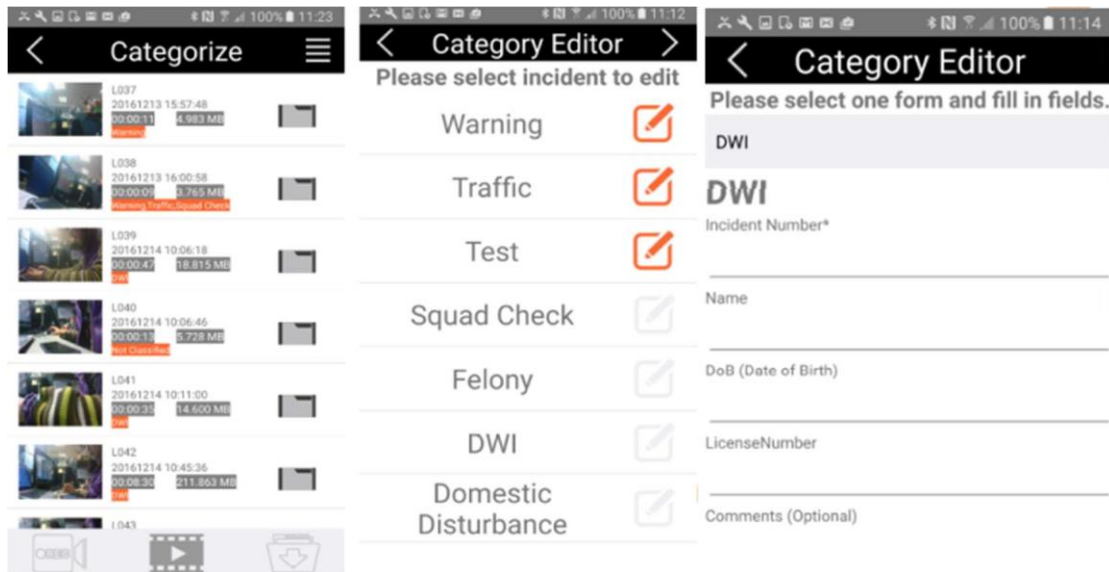 100% 11:23
Categorize
L037
20161213 15:57:48
00:00:11 4.983 MB
Warning
L038
20161213 16:00:58
00:00:09 3.765 MB
Warning,Traffic,Squad Check
L039
20161214 10:06:18
00:00:47 18.815 MB
DWI
L040
20161214 10:06:46
00:00:13 5.728 MB
Not Classified
L041
20161214 10:11:00
00:00:35 14.600 MB
DWI
L042
20161214 10:45:36
00:08:30 211.863 MB
DWI
L043
100% 11:12
Category Editor
Please select incident to edit
Warning
Traffic
Test
Squad Check
Felony
DWI
Domestic
Disturbance
100% 11:14
Category Editor
Please select one form and fill in fields.
DWI
DWI
Incident Number*
Name
DoB (Date of Birth)
LicenseNumber
Comments (Optional)